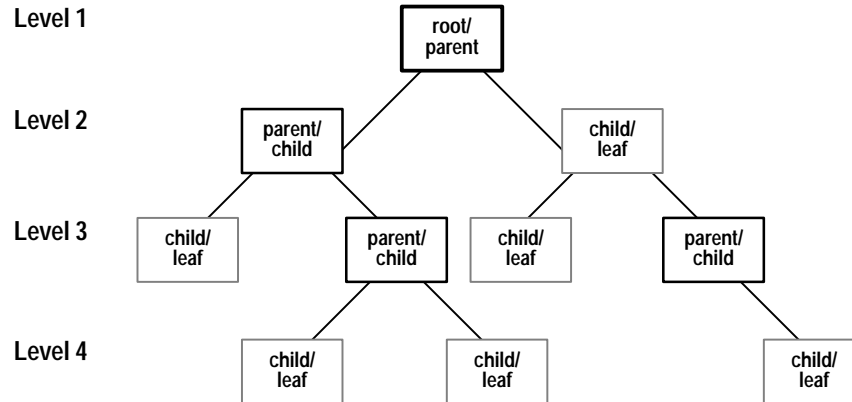 Level 1
root/
parent
Level 2
parent/
child
child/
leaf
Level 3
child/
leaf
parent/
child
child/
leaf
parent/
child
Level 4
child/
leaf
child/
leaf
child/
leaf